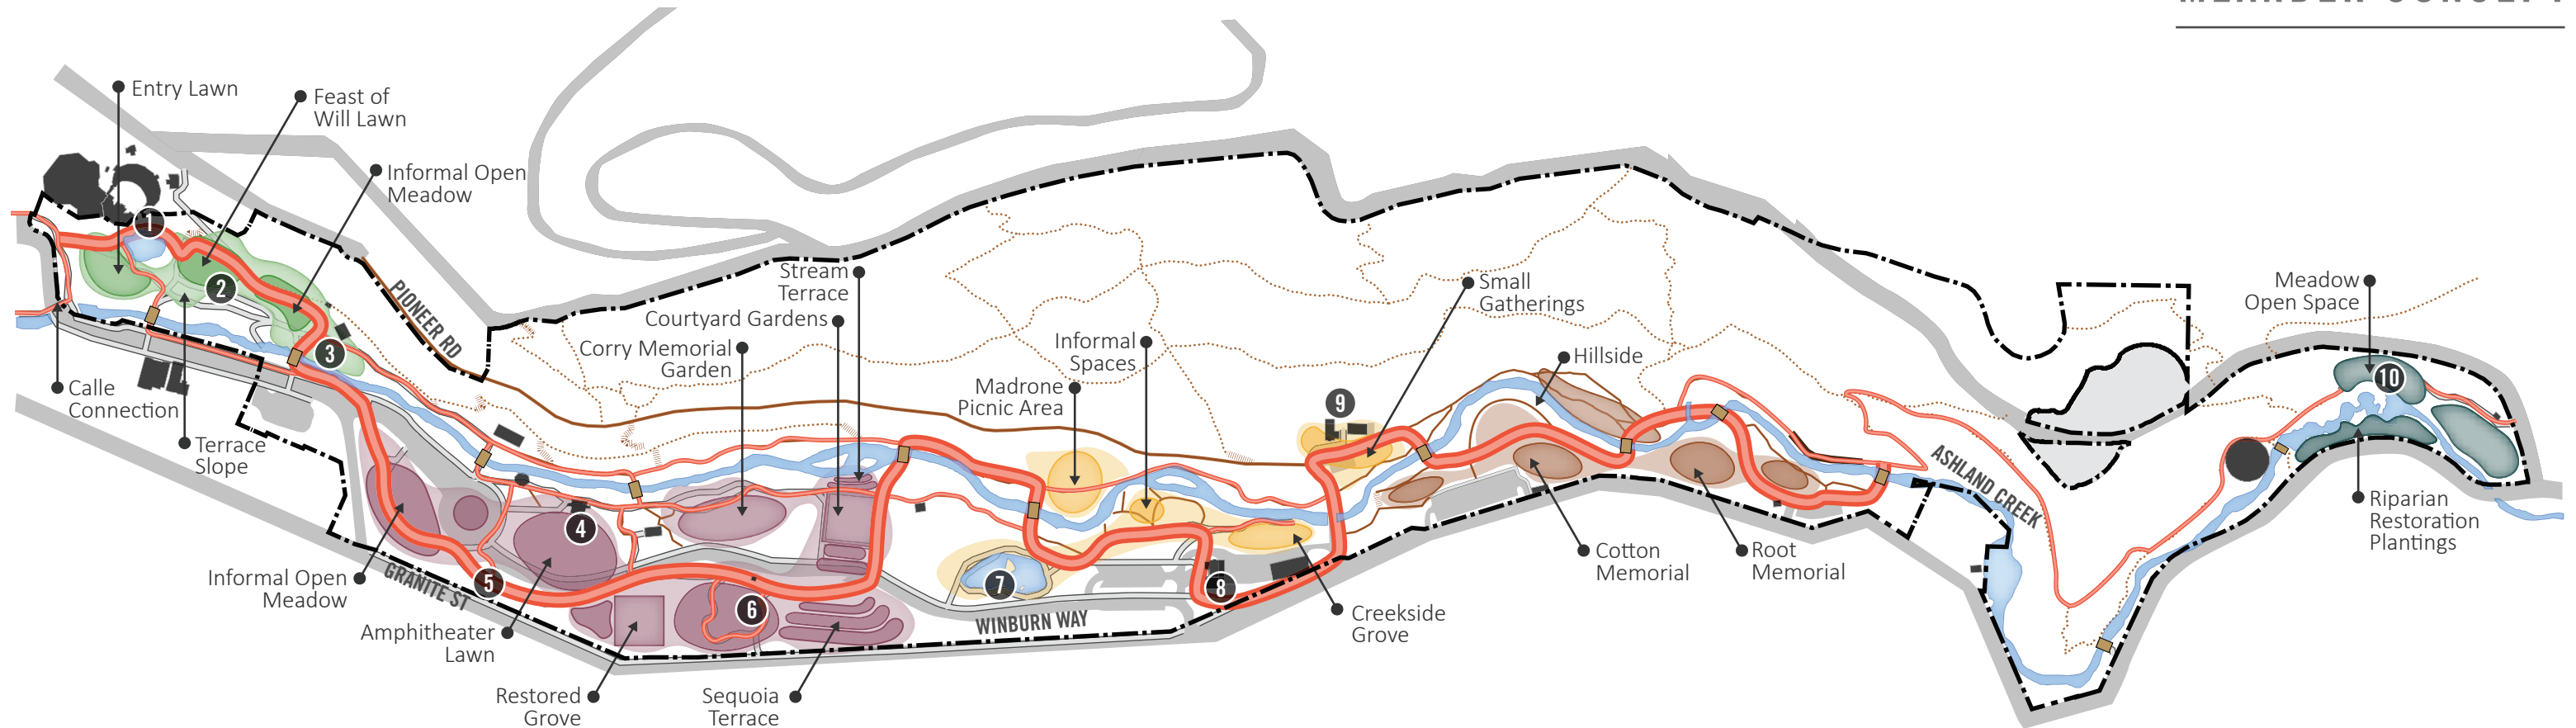 Entry Lawn
Feast of
Will Lawn
Informal Open
Meadow
1
2
3
PIONEER RD
Calle
Connection
Terrace
Slope
Stream
Terrace
Courtyard Gardens
Corry Memorial
Garden
Informal
Spaces
Madrone
Picnic Area
Small
Gatherings
Hillside
9
Meadow
Open Space
10
4
5
6
7
8
Informal Open
Meadow
GRANITE ST
Amphitheater
Lawn
Restored
Grove
Sequoia
Terrace
WINBURN WAY
Creekside
Grove
Cotton
Memorial
Root
Memorial
ASHLAND CREEK
Riparian
Restoration
Plantings